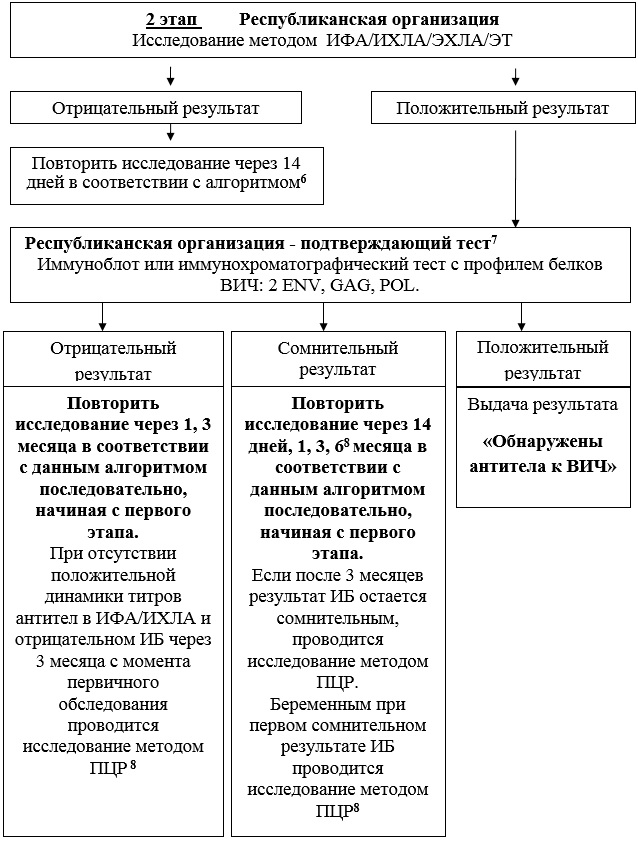 2 этап Республиканская организация
Исследование методом ИФА/ИХЛА/ЭХЛА/ЭТ
Отрицательный результат
Положительный результат
Повторить исследование через 14
дней в соответствии с алгоритмом6
Республиканская организация - подтверждающий тест7
Иммуноблот или иммунохроматографический тест с профилем белков
ВИЧ: 2 ENV, GAG, POL.
Отрицательный
результат
Повторить
исследование через 1, 3
месяца в соответствии
с данным алгоритмом
последовательно,
начиная с первого
этапа.
При отсутствии
положительной
динамики титров
антител в ИФА/ИХЛА и
отрицательном ИБ через
3 месяца с момента
первичного
обследования
проводится
исследование методом
ПЦР 8
Сомнительный
результат
Повторить
исследование через 14
дней, 1, 3, 68 месяца в
соответствии с
данным алгоритмом
последовательно,
начиная с первого
этапа.
Если после 3 месяцев
результат ИБ остается
сомнительным,
проводится
исследование методом
ПЦР.
Беременным при
первом сомнительном
результате ИБ
проводится
исследование методом
ПЦР8
Положительный
результат
Выдача результата
«Обнаружены
антитела к ВИЧ»